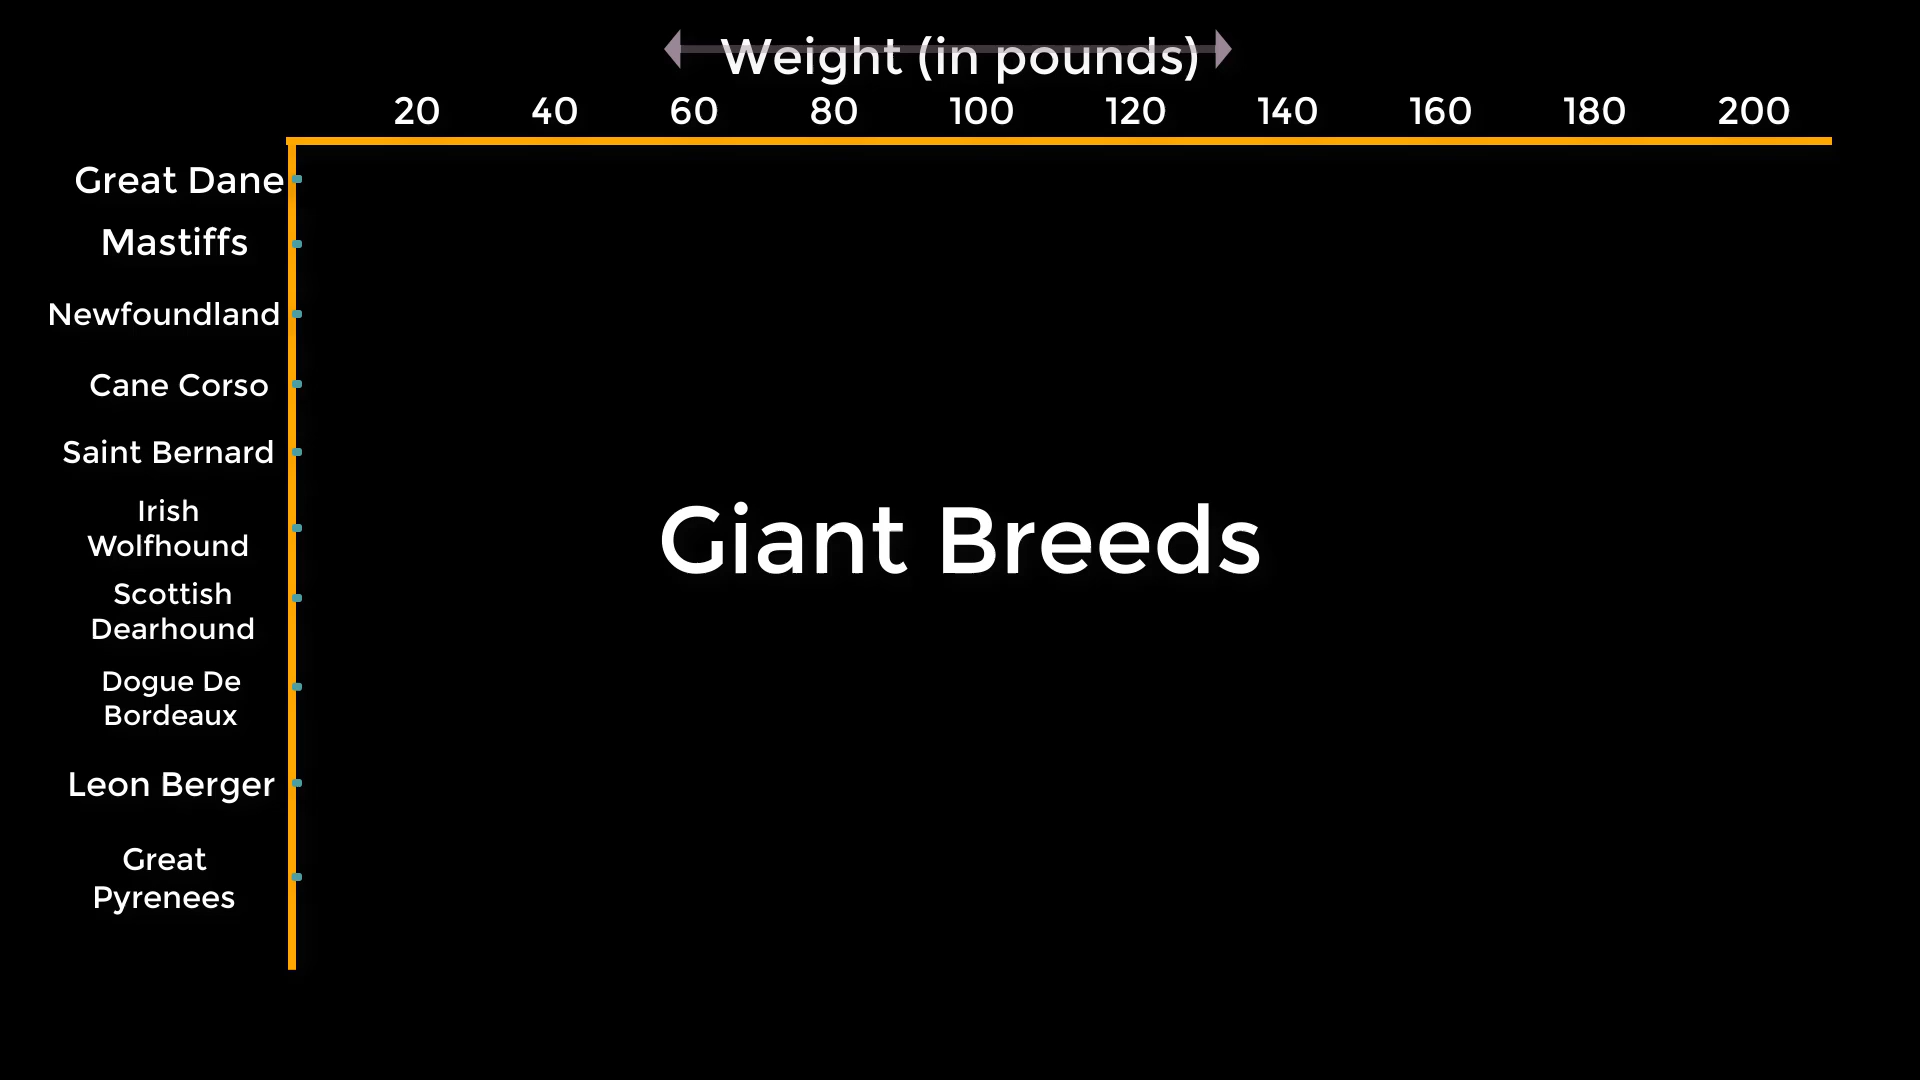 Weight (in pounds)
20 40 60 80 100 120 140 160 180 200
Great Dane
Mastiffs
Newfoundland
Cane Corso
Saint Bernard
Irish
Wolfhound
Giant Breeds
Scottish
Dearhound
Dogue De
Bordeaux
Leon Berger
Great
Pyrenees